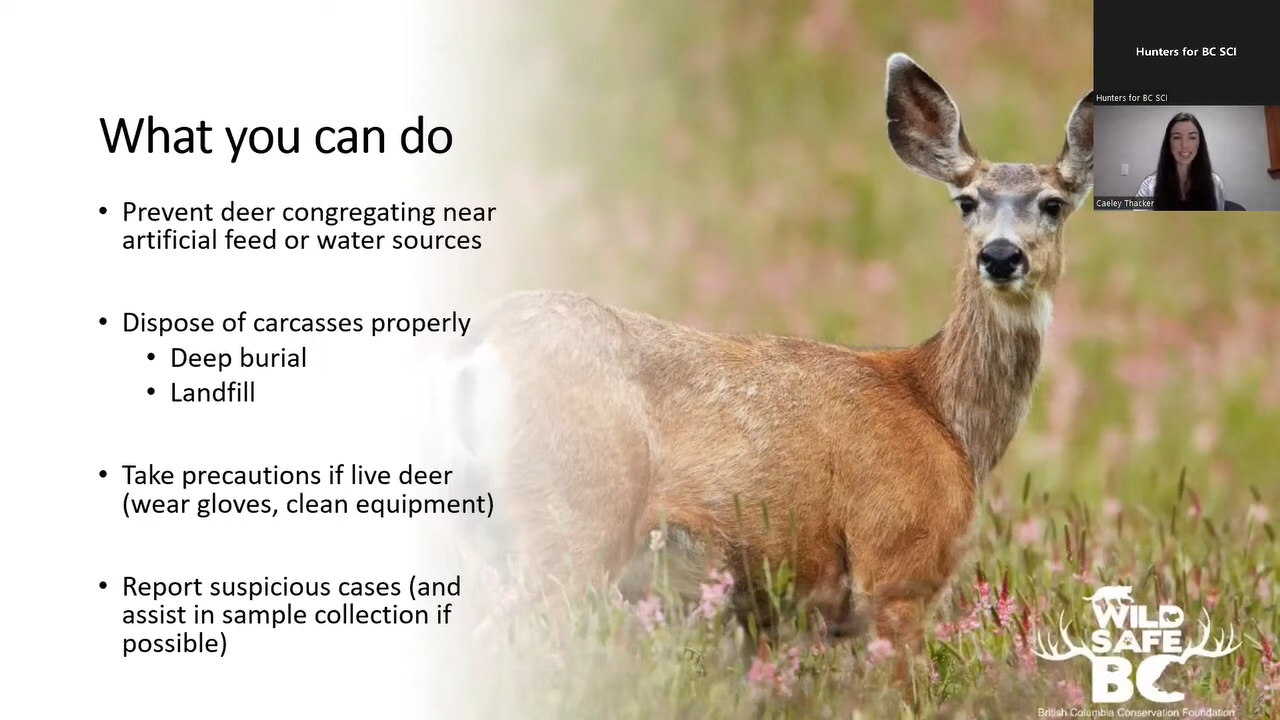 What you can do
• Prevent deer congregating near
artificial feed or water sources
• Dispose of carcasses properly
• Deep burial
• Landfill
• Take precautions if live deer
(wear gloves, clean equipment)
• Report suspicious cases (and
assist in sample collection if
possible)
Hunters for BC SCI
Hunters for BC SCI
Caeley Thacker
WILD
SAFE
BC
British Columbia Conservation Foundation